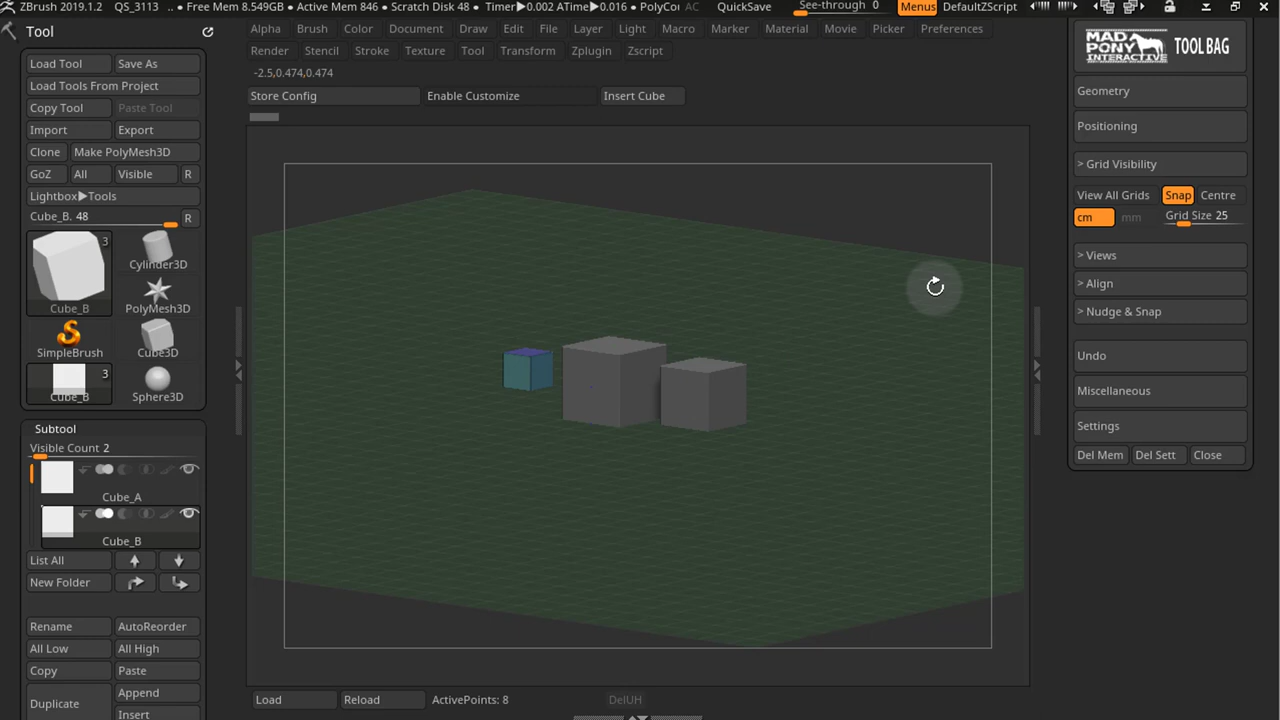 ZBrush 2019.1.2 QS_3113 .. • Free Mem 8.549GB • Active Mem 846 • Scratch Disk 48 • Timer▶0.002 ATime▶0.016 • PolyCou AC QuickSave See-through 0 Menus DefaultZScript
Tool
Load Tool Save As
Load Tools From Project
Copy Tool Paste Tool
Import Export
Clone Make PolyMesh3D
GoZ All Visible R
Lightbox▶Tools
Cube_B. 48 R
3
Cylinder3D
Cube_B PolyMesh3D
SimpleBrush Cube3D
3
Cube_B Sphere3D
Subtool
Visible Count 2
Cube_A
Cube_B
List All
New Folder
Rename AutoReorder
All Low All High
Copy Paste
Duplicate Append
Insert
Alpha Brush Color Document Draw Edit File Layer Light Macro Marker Material Movie Picker Preferences
Render Stencil Stroke Texture Tool Transform Zplugin Zscript
-2.5,0.474,0.474
Store Config Enable Customize Insert Cube
Load Reload ActivePoints: 8 DelUH
MAD PONY INTERACTIVE TOOL BAG
Geometry
Positioning
> Grid Visibility
View All Grids Snap Centre
cm mm Grid Size 25
> Views
> Align
> Nudge & Snap
Undo
Miscellaneous
Settings
Del Mem Del Sett Close